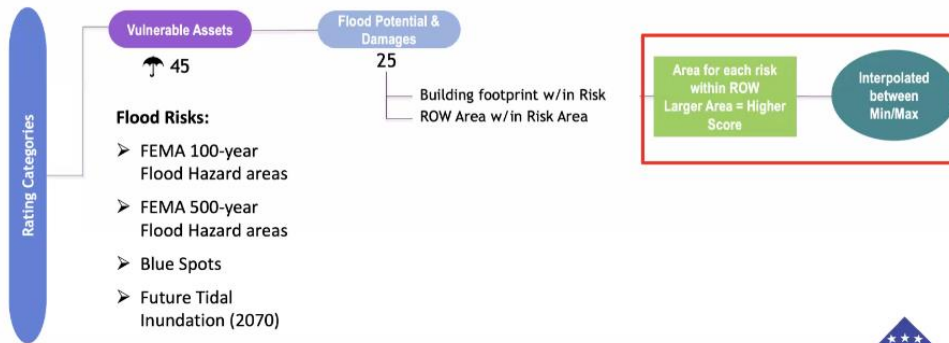 Rating Categories
Vulnerable Assets
45
Flood Risks:
FEMA 100-year
Flood Hazard areas
FEMA 500-year
Flood Hazard areas
Blue Spots
Future Tidal
Inundation (2070)
Flood Potential &
Damages
25
Building footprint w/in Risk
ROW Area w/in Risk Area
Area for each risk
within ROW
Larger Area = Higher
Score
Interpolated
between
Min/Max